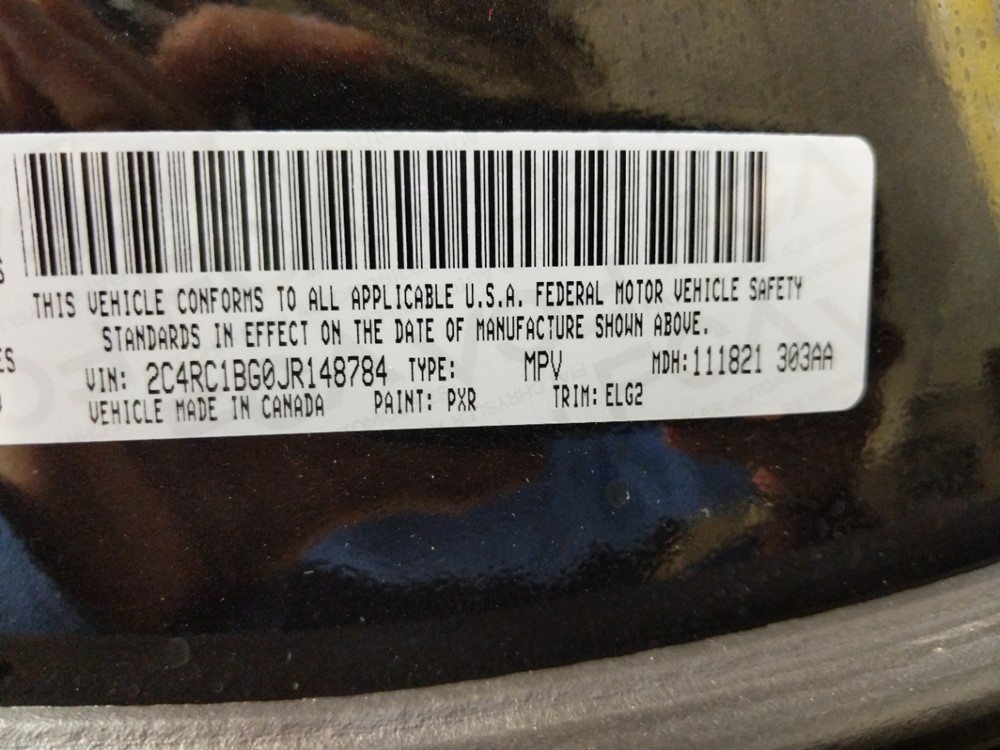 THIS VEHICLE CONFORMS TO ALL APPLICABLE U.S.A. FEDERAL MOTOR VEHICLE SAFETY
STANDARDS IN EFFECT ON THE DATE OF MANUFACTURE SHOWN ABOVE.
VIN: 2C4RC1BG0JR148784 TYPE: MPV MDH:111821 303AA
VEHICLE MADE IN CANADA PAINT: PXR TRIM: ELG2